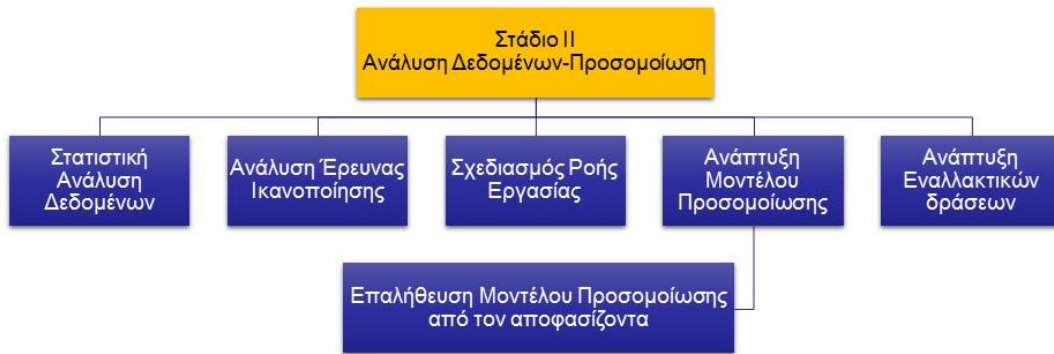 Στάδιο ΙΙ
Ανάλυση Δεδομένων-Προσομοίωση
Στατιστική
Ανάλυση
Δεδομένων
Ανάλυση Έρευνας
Ικανοποίησης
Σχεδιασμός Ροής
Εργασίας
Ανάπτυξη
Μοντέλου
Προσομοίωσης
Ανάπτυξη
Εναλλακτικών
δράσεων
Επαλήθευση Μοντέλου Προσομοίωσης
από τον αποφασίζοντα